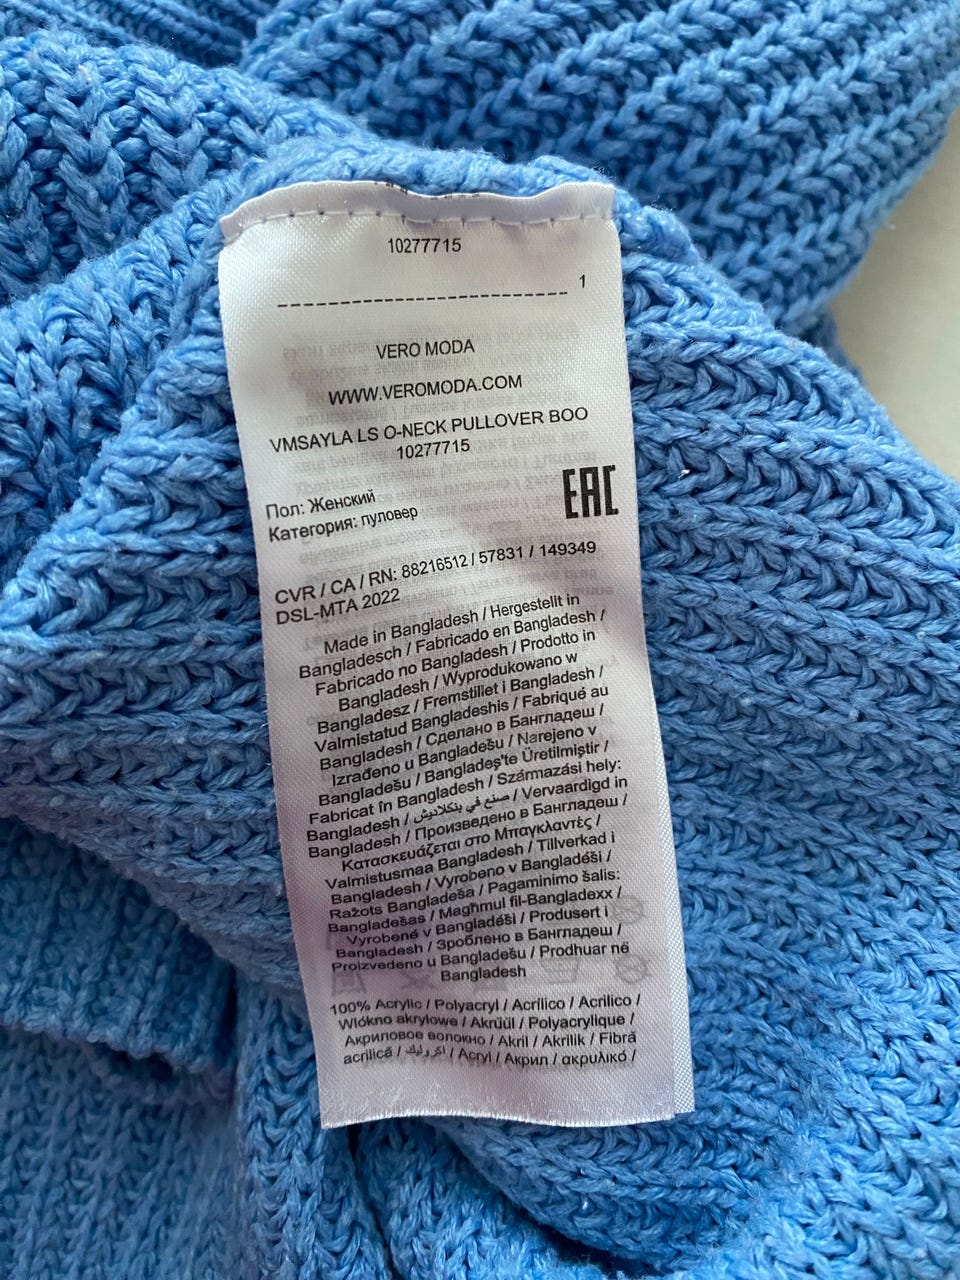 10277715
1
VERO MODA
WWW.VEROMODA.COM
VMSAYLA LS O-NECK PULLOVER BOO
10277715
Пол: Женский
Категория: пуловер
EAC
CVR / CA / RN: 88216512 / 57831 / 149349
DSL-MTA 2022
Made in Bangladesh / Hergestellt in
Bangladesch / Fabricado en Bangladesh /
Fabricado no Bangladesh / Prodotto in
Bangladesh / Wyprodukowano w
Bangladesz / Fremstillet i Bangladesh /
Valmistatud Bangladeshis / Fabriqué au
Bangladesh / Сделано в Бангладеш /
Izrađeno u Bangladešu / Narejeno v
Bangladešu / Bangladeş'te Üretilmiştir /
Fabricat în Bangladesh / Származási hely:
Bangladesh / صنع في بنكلاديش / Vervaardigd in
Bangladesh / Произведено в Бангладеш /
Κατασκευάζεται στο Μπαγκλαντές /
Valmistusmaa Bangladesh / Tillverkad i
Bangladesh / Vyrobeno v Bangladéši /
Ražots Bangladeša / Pagaminimo šalis:
Bangladešas / Magħmul fil-Bangladexx /
Vyrobené v Bangladéši / Produsert i
Bangladesh / Зроблено в Бангладеш /
Proizvedeno u Bangladešu / Prodhuar në
Bangladesh
100% Acrylic / Polyacryl / Acrílico / Acrilico /
Włókno akrylowe / Akrüül / Polyacrylique /
Акриловое волокно / Akril / Akrilik / Fibră
acrilică / اكريليك / Acryl / Акрил / ακρυλικό /